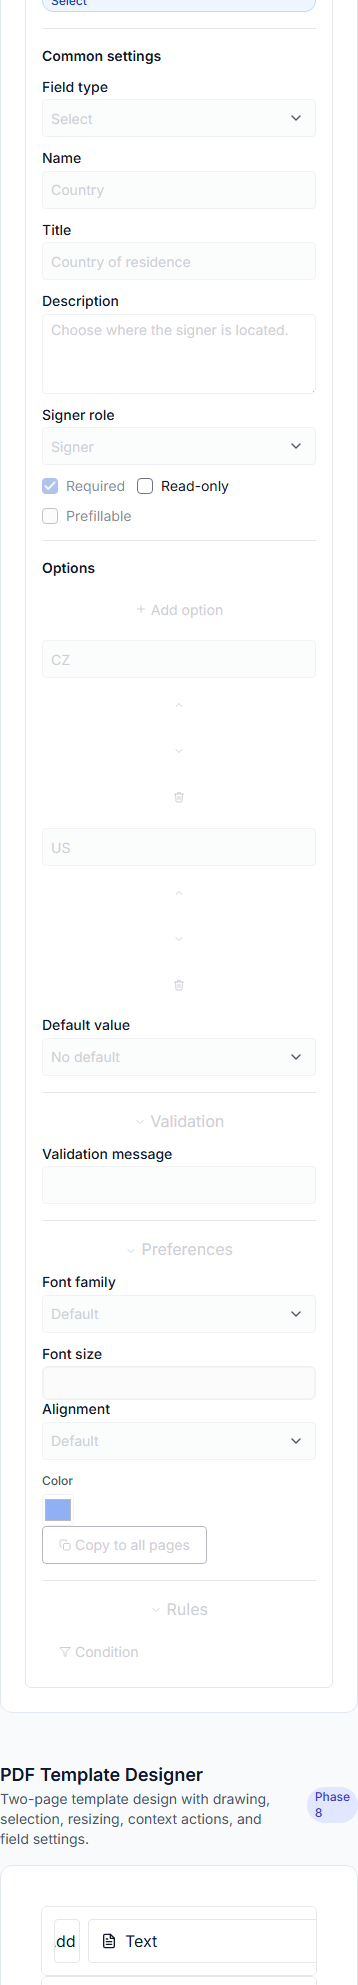 Select
Common settings
Field type
Select
Name
Country
Title
Country of residence
Description
Choose where the signer is located.
Signer role
Signer
Required Read-only
Prefillable
Options
+ Add option
CZ
US
Default value
No default
Validation
Validation message
Preferences
Font family
Default
Font size
Alignment
Default
Color
Copy to all pages
Rules
Condition
PDF Template Designer
Two-page template design with drawing,
selection, resizing, context actions, and
field settings.
Phase
8
dd
Text